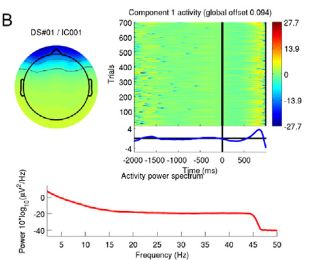 B
DS#01 / IC001
Component 1 activity (global offset 0.094)
Trials
700
600
500
400
300
200
100
27.7
13.9
0
-13.9
-27.7
4
-4
-2000 -1500 -1000 -500 0 500
Time (ms)
Activity power spectrum
Power 10*log10(μV²/Hz)
0
-20
-40
5 10 15 20 25 30 35 40 45 50
Frequency (Hz)